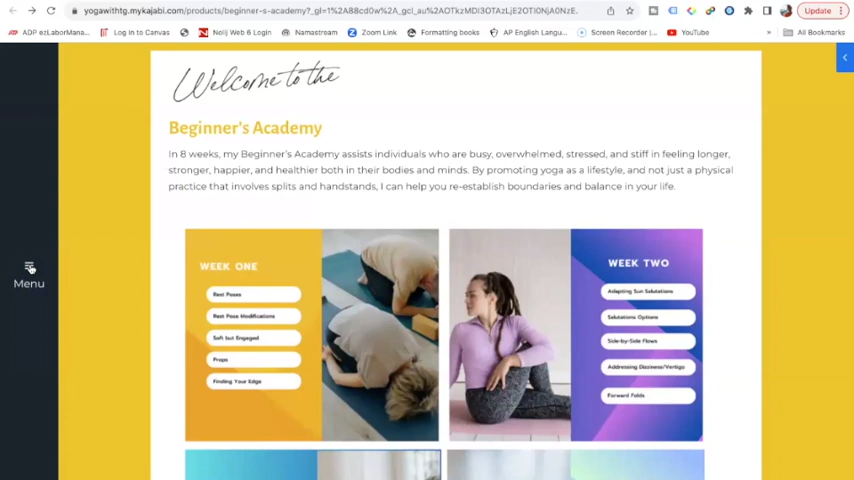 yogawithtg.mykajabi.com/products/beginner-s-academy?_gl=1%2A88cd0w%2A_gcl_au%2AOTkzMDI3OTAzLjE2OTI0NjA0NzE.
Update
ADP ezLaborMana...
Log in to Canvas
Nolij Web 6 Login
Namastream
Zoom Link
Formatting books
AP English Langu...
Screen Recorder |...
YouTube
»
All Bookmarks
Welcome to the
Beginner's Academy
In 8 weeks, my Beginner's Academy assists individuals who are busy, overwhelmed, stressed, and stiff in feeling longer,
stronger, happier, and healthier both in their bodies and minds. By promoting yoga as a lifestyle, and not just a physical
practice that involves splits and handstands, I can help you re-establish boundaries and balance in your life.
Menu
WEEK ONE
Rest Poses
Rest Pose Modifications
Soft but Engaged
Props
Finding Your Edge
WEEK TWO
Adapting Sun Salutations
Salutations Options
Side-by-Side Flows
Addressing Dizziness/Vertigo
Forward Folds